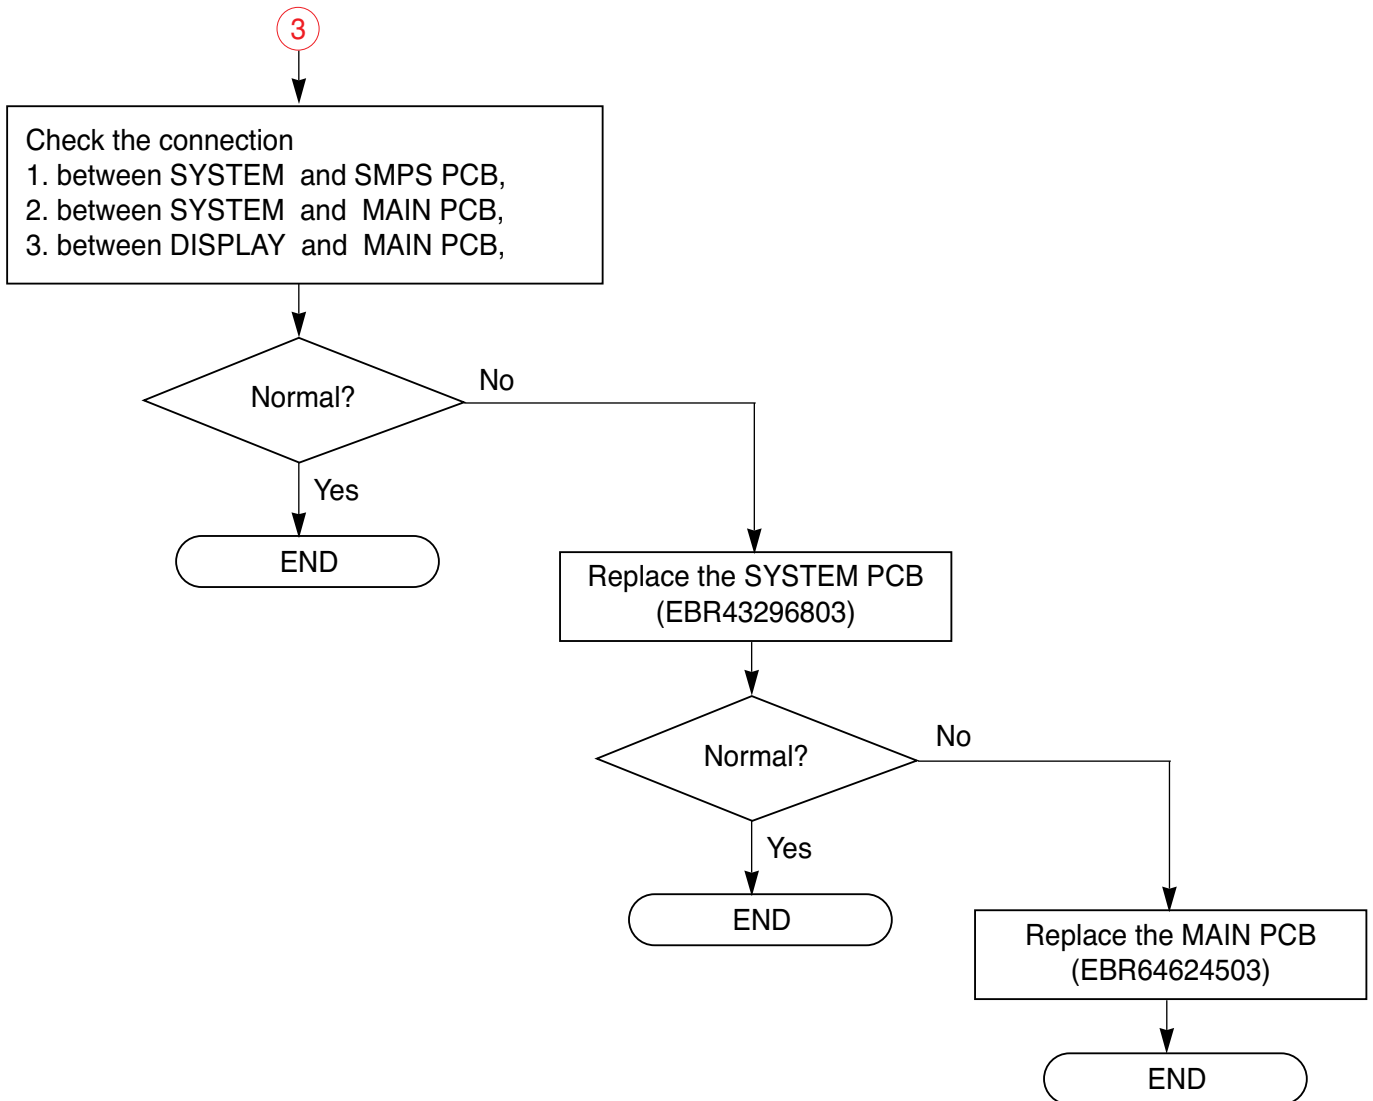 3
Check the connection
1. between SYSTEM  and SMPS PCB,
2. between SYSTEM  and  MAIN PCB,
3. between DISPLAY  and  MAIN PCB,
Normal?
No
Yes
END
Replace the SYSTEM PCB
(EBR43296803)
Normal?
No
Yes
END
Replace the MAIN PCB
(EBR64624503)
END